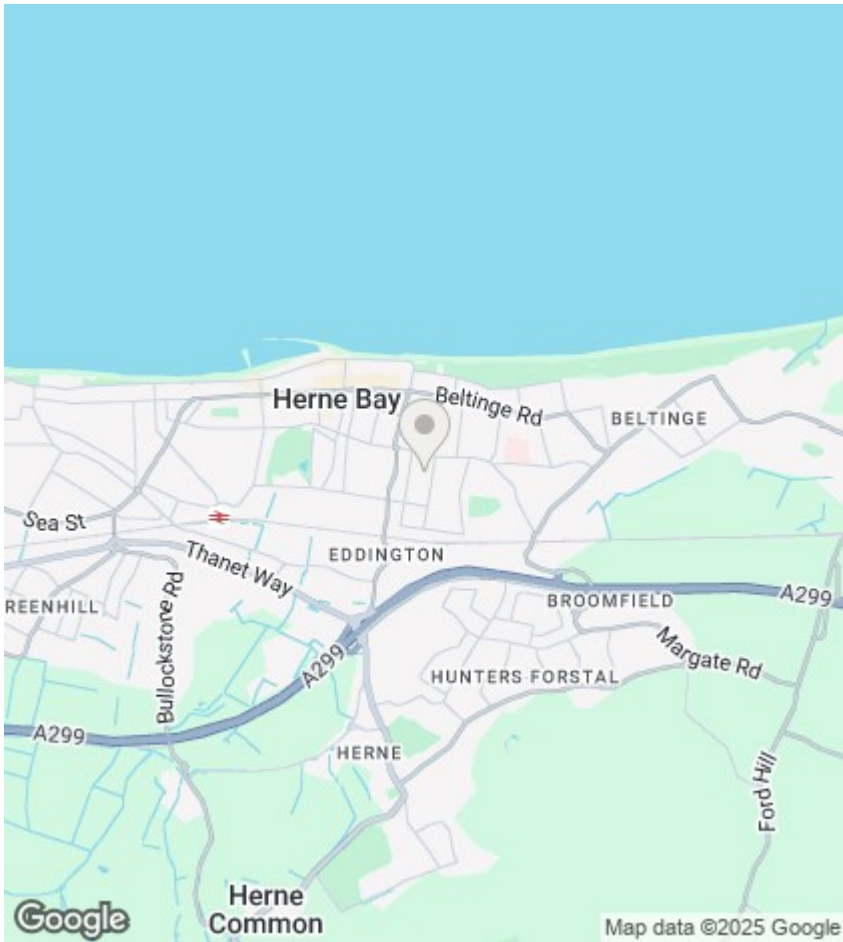 Herne Bay
Beltinge Rd
BELTINGE
Sea St
EDDINGTON
Thanet Way
REENHILL
BROOMFIELD
A299
Bullockstone Rd
Margate Rd
A299
HUNTERS FORSTAL
A299
HERNE
Ford Hill
Herne
Common
Google
Map data ©2025 Google